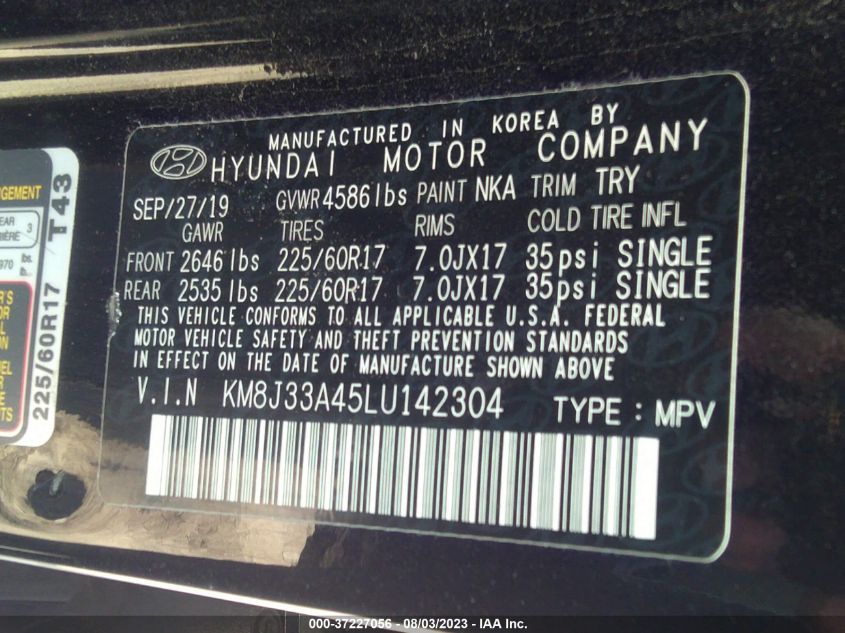 MANUFACTURED IN KOREA BY
HYUNDAI MOTOR COMPANY
SEP/27/19 GVWR 4586 lbs PAINT NKA TRIM TRY
GAWR TIRES RIMS COLD TIRE INFL
FRONT 2646 lbs 225/60R17 7.0JX17 35psi SINGLE
REAR 2535 lbs 225/60R17 7.0JX17 35psi SINGLE
THIS VEHICLE CONFORMS TO ALL APPLICABLE U.S.A. FEDERAL
MOTOR VEHICLE SAFETY AND THEFT PREVENTION STANDARDS
IN EFFECT ON THE DATE OF MANUFACTURE SHOWN ABOVE
V.I.N KM8J33A45LU142304 TYPE : MPV
225/60R17 T43
3
970 lbs.
000-37227056 - 08/03/2023 - IAA Inc.